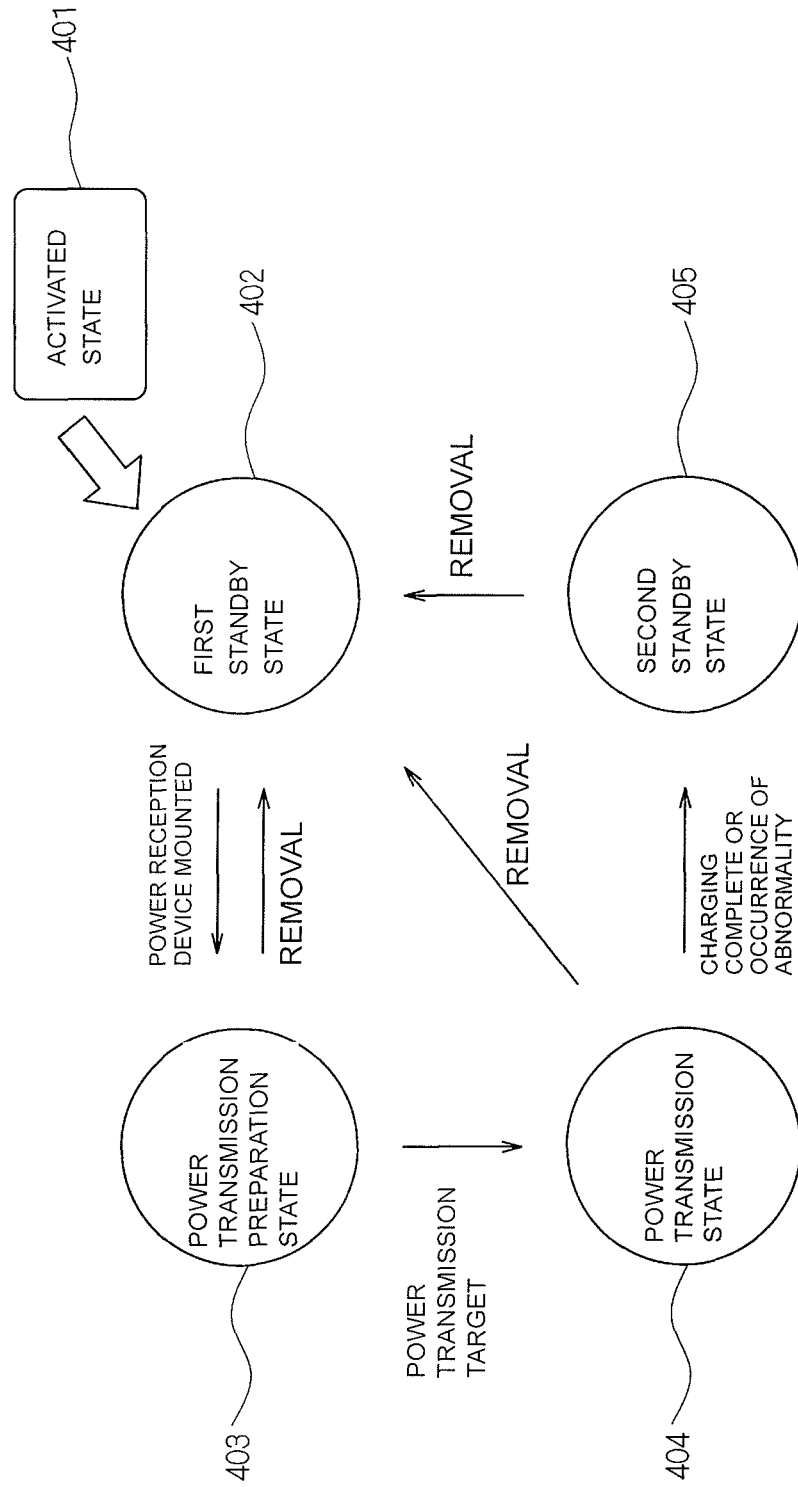 401
ACTIVATED
STATE
402
FIRST
STANDBY
STATE
POWER RECEPTION
DEVICE MOUNTED
REMOVAL
POWER
TRANSMISSION
PREPARATION
STATE
403
REMOVAL
REMOVAL
POWER
TRANSMISSION
TARGET
405
SECOND
STANDBY
STATE
CHARGING
COMPLETE OR
OCCURRENCE OF
ABNORMALITY
POWER
TRANSMISSION
STATE
404